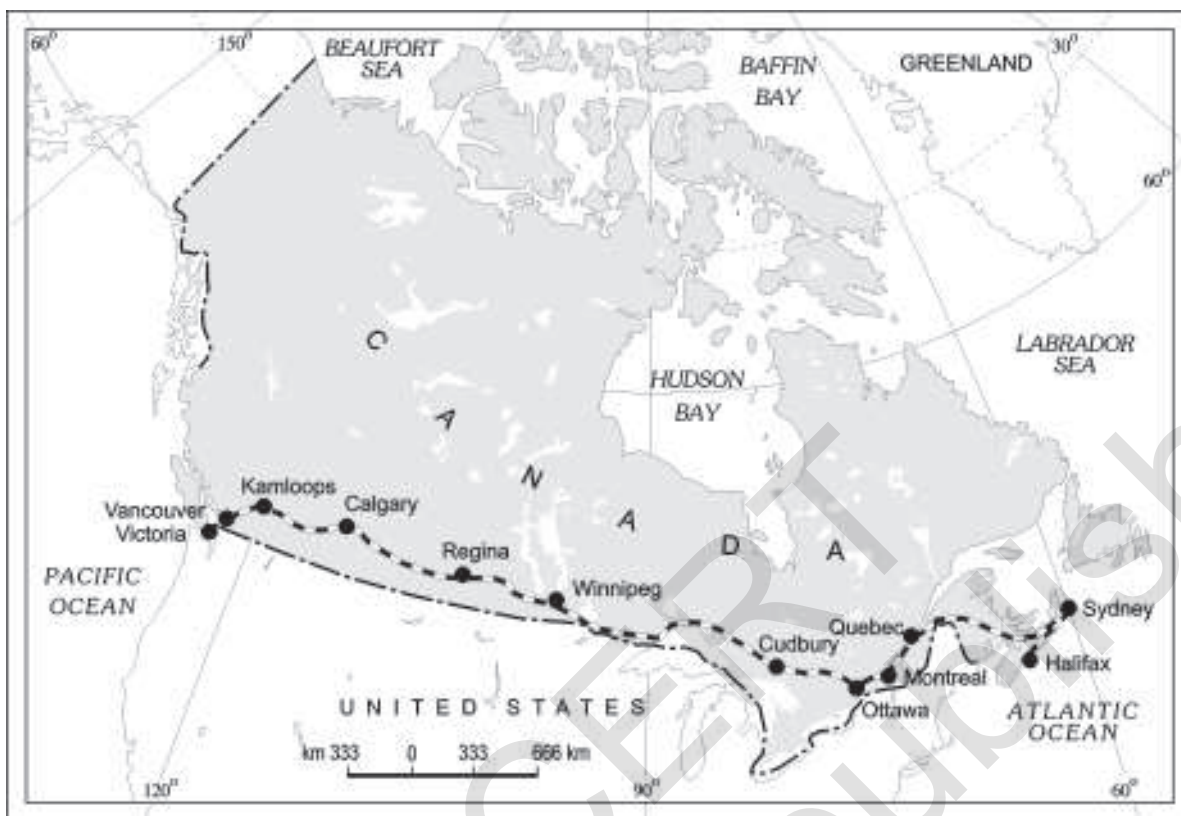 60°
150°
BEAUFORT
SEA
BAFFIN
BAY
GREENLAND
30°
60°
LABRADOR
SEA
HUDSON
BAY
C A N A D A
Kamloops
Vancouver
Calgary
Victoria
Regina
Winnipeg
PACIFIC
OCEAN
Quebec
Sydney
Cudbury
Montreal
Halifax
Ottawa
UNITED STATES
ATLANTIC
OCEAN
km 333 0 333 666 km
120°
90°
60°